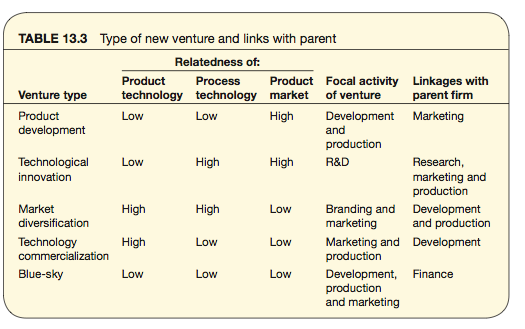 TABLE 13.3 Type of new venture and links with parent
Relatedness of:
Product Process Product Focal activity Linkages with
Venture type technology technology market of venture parent firm
Product Low Low High Development Marketing
development and
production
Technological Low High High R&D Research,
innovation marketing and
production
Market High High Low Branding and Development
diversification marketing and production
Technology High Low Low Marketing and Development
commercialization production
Blue-sky Low Low Low Development, Finance
production
and marketing